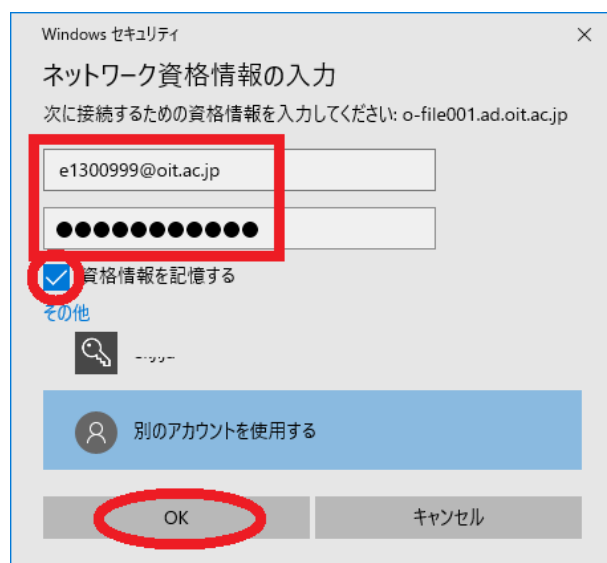 Windows セキュリティ
ネットワーク資格情報の入力
次に接続するための資格情報を入力してください: o-file001.ad.oit.ac.jp
e1300999@oit.ac.jp
●●●●●●●●●●●
資格情報を記憶する
その他
別のアカウントを使用する
OK
キャンセル